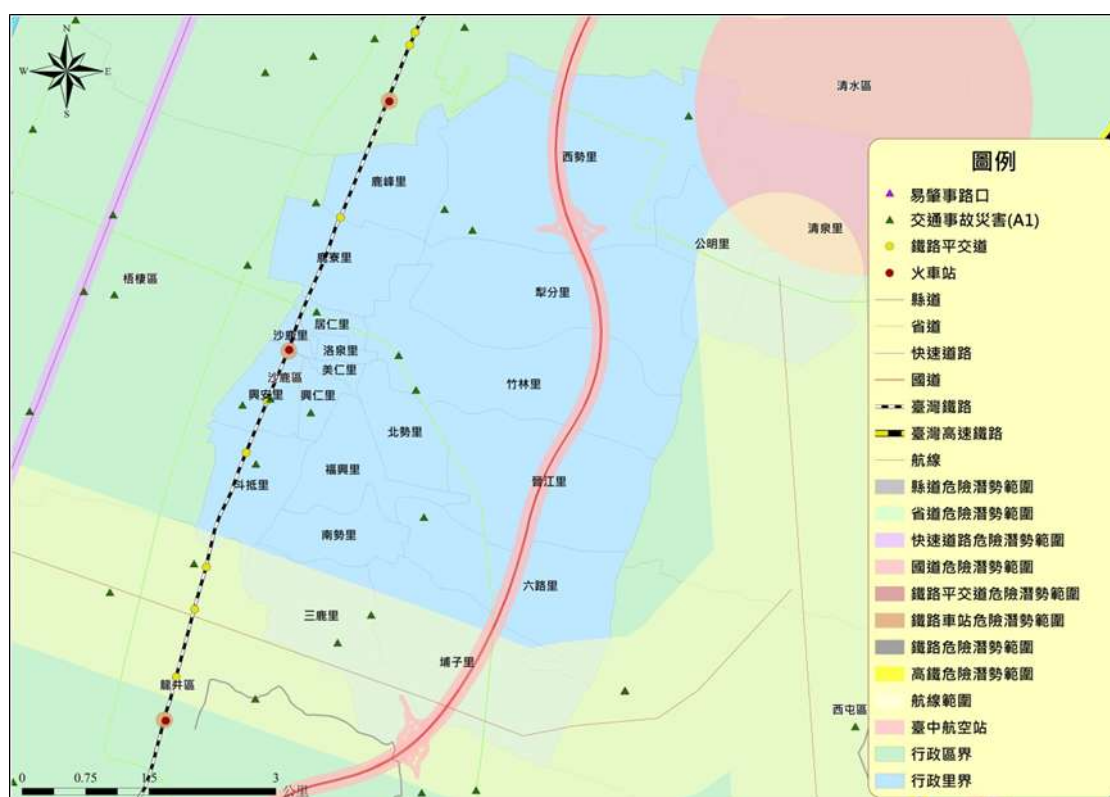 N
W
E
S
清水區
西勢里
鹿峰里
清泉里
公明里
鹿寮里
梧棲區
犁分里
居仁里
沙鹿里
洛泉里
美仁里
沙鹿區
竹林里
興安里
興仁里
北勢里
福興里
晉江里
斗抵里
南勢里
六路里
三鹿里
埔子里
龍井區
西屯區
0 0.75 1.5 3
公里
圖例
易肇事路口
交通事故災害(A1)
鐵路平交道
火車站
縣道
省道
快速道路
國道
臺灣鐵路
臺灣高速鐵路
航線
縣道危險潛勢範圍
省道危險潛勢範圍
快速道路危險潛勢範圍
國道危險潛勢範圍
鐵路平交道危險潛勢範圍
鐵路車站危險潛勢範圍
鐵路危險潛勢範圍
高鐵危險潛勢範圍
航線範圍
臺中航空站
行政區界
行政里界